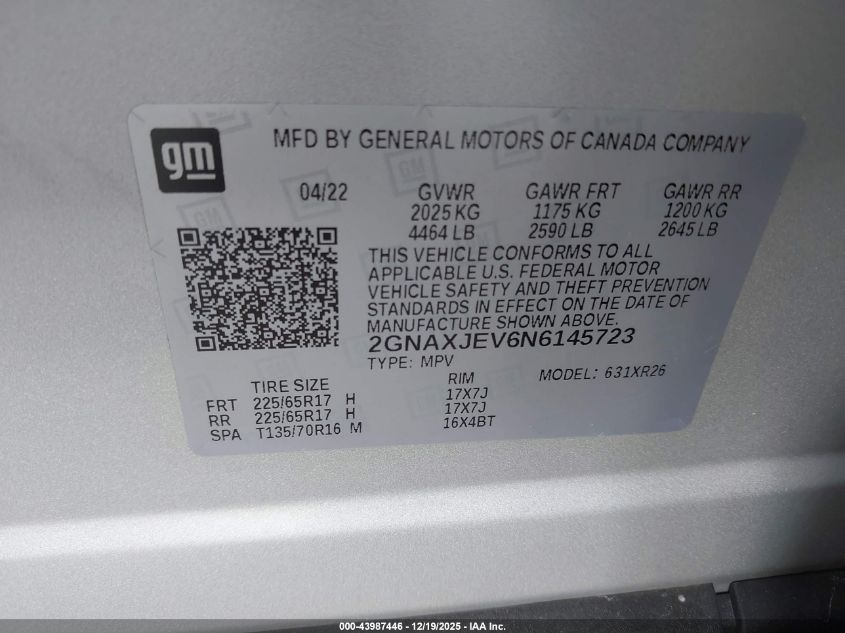 gm
MFD BY GENERAL MOTORS OF CANADA COMPANY
04/22 GVWR GAWR FRT GAWR RR
2025 KG 1175 KG 1200 KG
4464 LB 2590 LB 2645 LB
THIS VEHICLE CONFORMS TO ALL
APPLICABLE U.S. FEDERAL MOTOR
VEHICLE SAFETY AND THEFT PREVENTION
STANDARDS IN EFFECT ON THE DATE OF
MANUFACTURE SHOWN ABOVE.
2GNAXJEV6N6145723
TYPE: MPV MODEL: 631XR26
TIRE SIZE RIM
FRT 225/65R17 H 17X7J
RR 225/65R17 H 17X7J
SPA T135/70R16 M 16X4BT
000-43987446 - 12/19/2025 - IAA Inc.